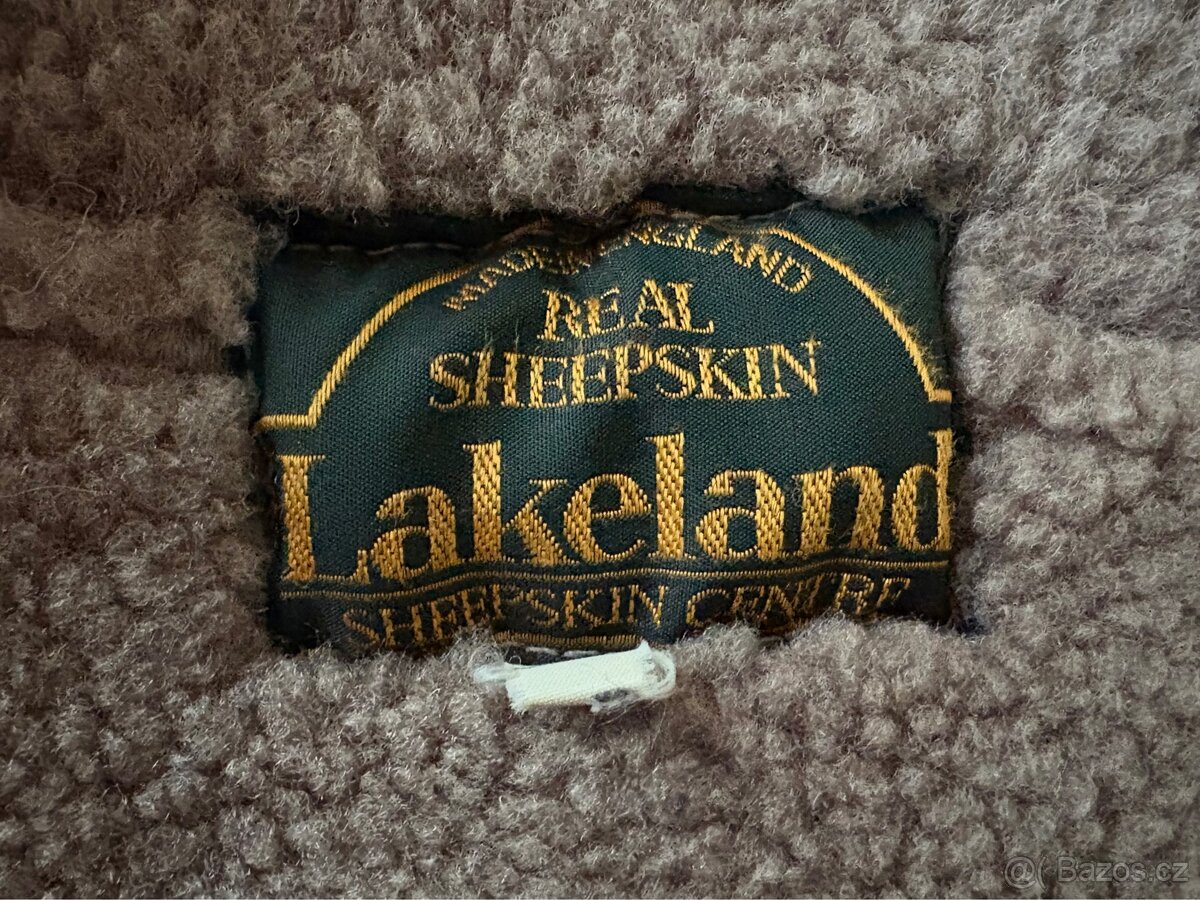 MADE IN ENGLAND
REAL
SHEEPSKIN
Lakeland
SHEEPSKIN CENTRE
Bazos.cz